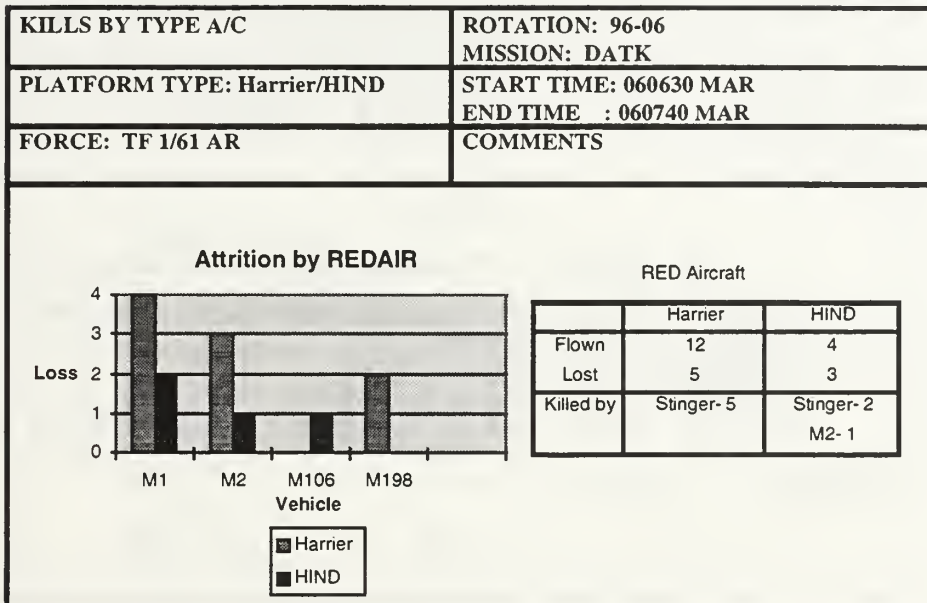 KILLS BY TYPE A/C
ROTATION: 96-06
MISSION: DATK
PLATFORM TYPE: Harrier/HIND
START TIME: 060630 MAR
END TIME : 060740 MAR
FORCE: TF 1/61 AR
COMMENTS
Attrition by REDAIR
4
3
Loss 2
1
0
M1 M2 M106 M198
Vehicle
Harrier
HIND
RED Aircraft
Harrier HIND
Flown 12 4
Lost 5 3
Killed by Stinger- 5 Stinger- 2
M2- 1